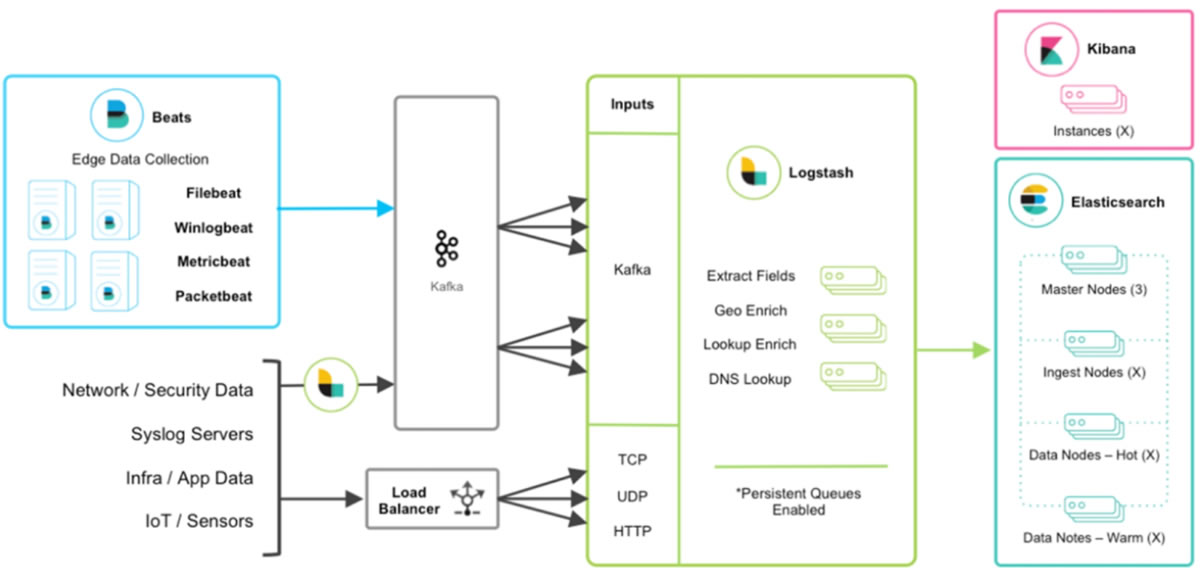 Beats
Edge Data Collection
Filebeat
Winlogbeat
Metricbeat
Packetbeat
Network / Security Data
Syslog Servers
Infra / App Data
IoT / Sensors
Kafka
Load
Balancer
Inputs
Kafka
TCP
UDP
HTTP
Logstash
Extract Fields
Geo Enrich
Lookup Enrich
DNS Lookup
*Persistent Queues
Enabled
Kibana
Instances (X)
Elasticsearch
Master Nodes (3)
Ingest Nodes (X)
Data Nodes – Hot (X)
Data Notes – Warm (X)